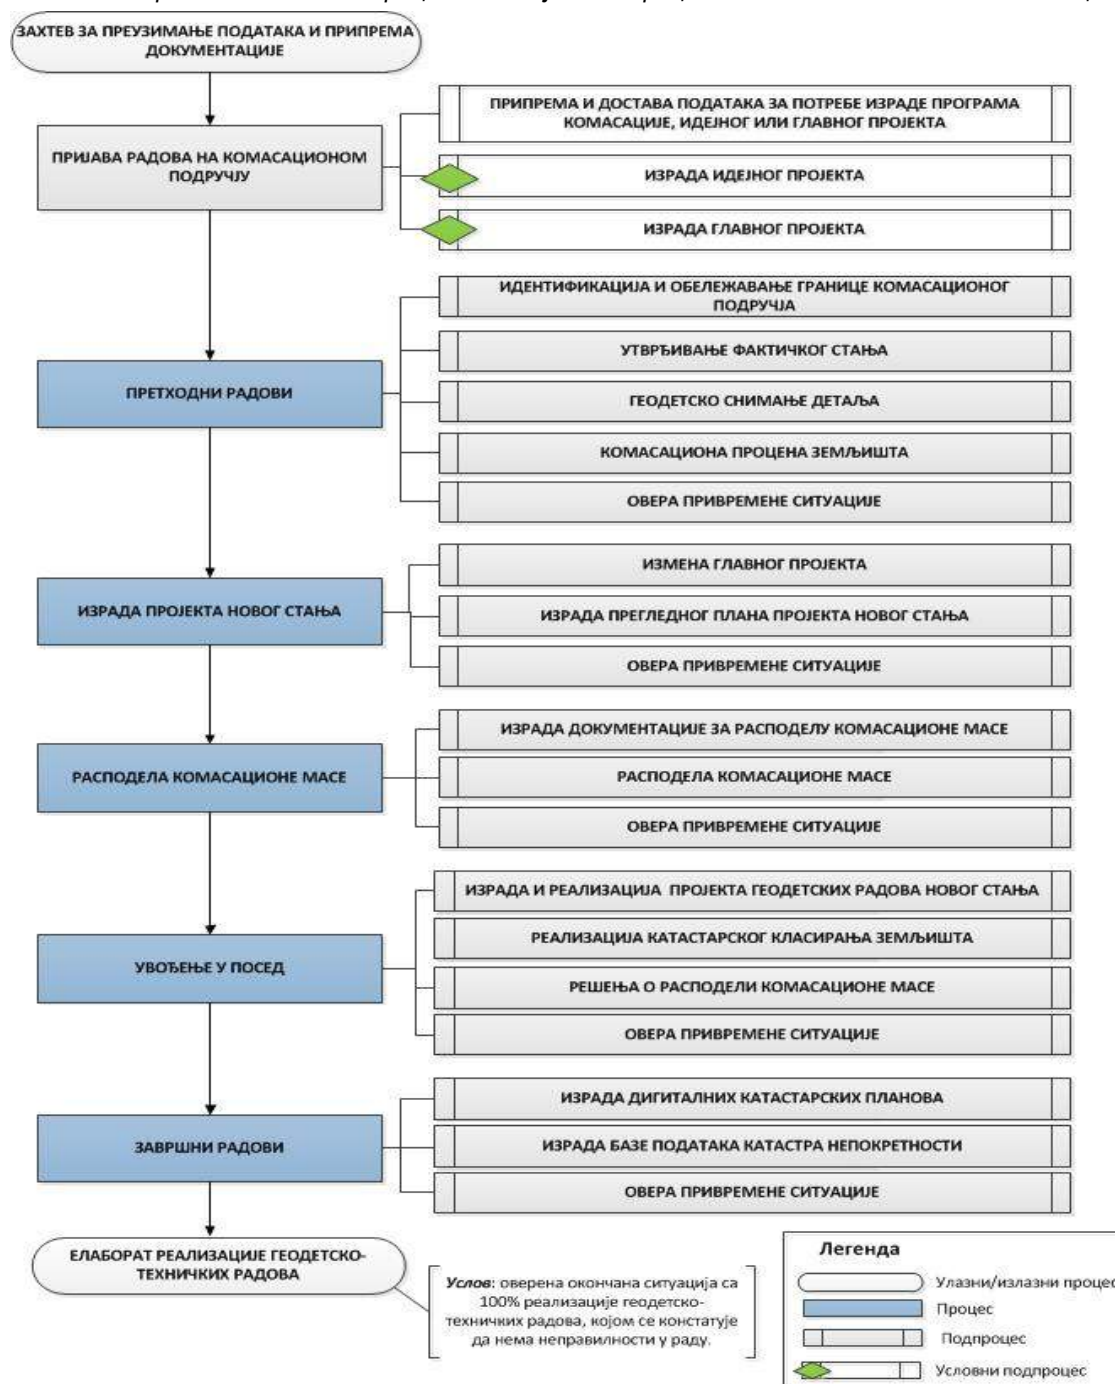 ЗАХТЕВ ЗА ПРЕУЗИМАЊЕ ПОДАТАКА И ПРИПРЕМА
ДОКУМЕНТАЦИЈЕ
ПРИЈАВА РАДОВА НА КОМАСАЦИОНОМ
ПОДРУЧЈУ
ПРИПРЕМА И ДОСТАВА ПОДАТАКА ЗА ПОТРЕБЕ ИЗРАДЕ ПРОГРАМА
КОМАСАЦИЈЕ, ИДЕЈНОГ ИЛИ ГЛАВНОГ ПРОЈЕКТА
ИЗРАДА ИДЕЈНОГ ПРОЈЕКТА
ИЗРАДА ГЛАВНОГ ПРОЈЕКТА
ПРЕТХОДНИ РАДОВИ
ИДЕНТИФИКАЦИЈА И ОБЕЛЕЖАВАЊЕ ГРАНИЦЕ КОМАСАЦИОНОГ
ПОДРУЧЈА
УТВРЂИВАЊЕ ФАКТИЧКОГ СТАЊА
ГЕОДЕТСКО СНИМАЊЕ ДЕТАЉА
КОМАСАЦИОНА ПРОЦЕНА ЗЕМЉИШТА
ОВЕРА ПРИВРЕМЕНЕ СИТУАЦИЈЕ
ИЗРАДА ПРОЈЕКТА НОВОГ СТАЊА
ИЗМЕНА ГЛАВНОГ ПРОЈЕКТА
ИЗРАДА ПРЕГЛЕДНОГ ПЛАНА ПРОЈЕКТА НОВОГ СТАЊА
ОВЕРА ПРИВРЕМЕНЕ СИТУАЦИЈЕ
РАСПОДЕЛА КОМАСАЦИОНЕ МАСЕ
ИЗРАДА ДОКУМЕНТАЦИЈЕ ЗА РАСПОДЕЛУ КОМАСАЦИОНЕ МАСЕ
РАСПОДЕЛА КОМАСАЦИОНЕ МАСЕ
ОВЕРА ПРИВРЕМЕНЕ СИТУАЦИЈЕ
УВОЂЕЊЕ У ПОСЕД
ИЗРАДА И РЕАЛИЗАЦИЈА ПРОЈЕКТА ГЕОДЕТСКИХ РАДОВА НОВОГ СТАЊА
РЕАЛИЗАЦИЈА КАТАСТАРСКОГ КЛАСИРАЊА ЗЕМЉИШТА
РЕШЕЊА О РАСПОДЕЛИ КОМАСАЦИОНЕ МАСЕ
ОВЕРА ПРИВРЕМЕНЕ СИТУАЦИЈЕ
ЗАВРШНИ РАДОВИ
ИЗРАДА ДИГИТАЛНИХ КАТАСТАРСКИХ ПЛАНОВА
ИЗРАДА БАЗЕ ПОДАТАКА КАТАСТРА НЕПОКРЕТНОСТИ
ОВЕРА ПРИВРЕМЕНЕ СИТУАЦИЈЕ
ЕЛАБОРАТ РЕАЛИЗАЦИЈЕ ГЕОДЕТСКО-
ТЕХНИЧКИХ РАДОВА
Услов: оверена окончана ситуација са
100% реализације геодетско-
техничких радова, којом се констатује
да нема неправилности у раду.
Легенда
Улазни/излазни процес
Процес
Подпроцес
Условни подпроцес